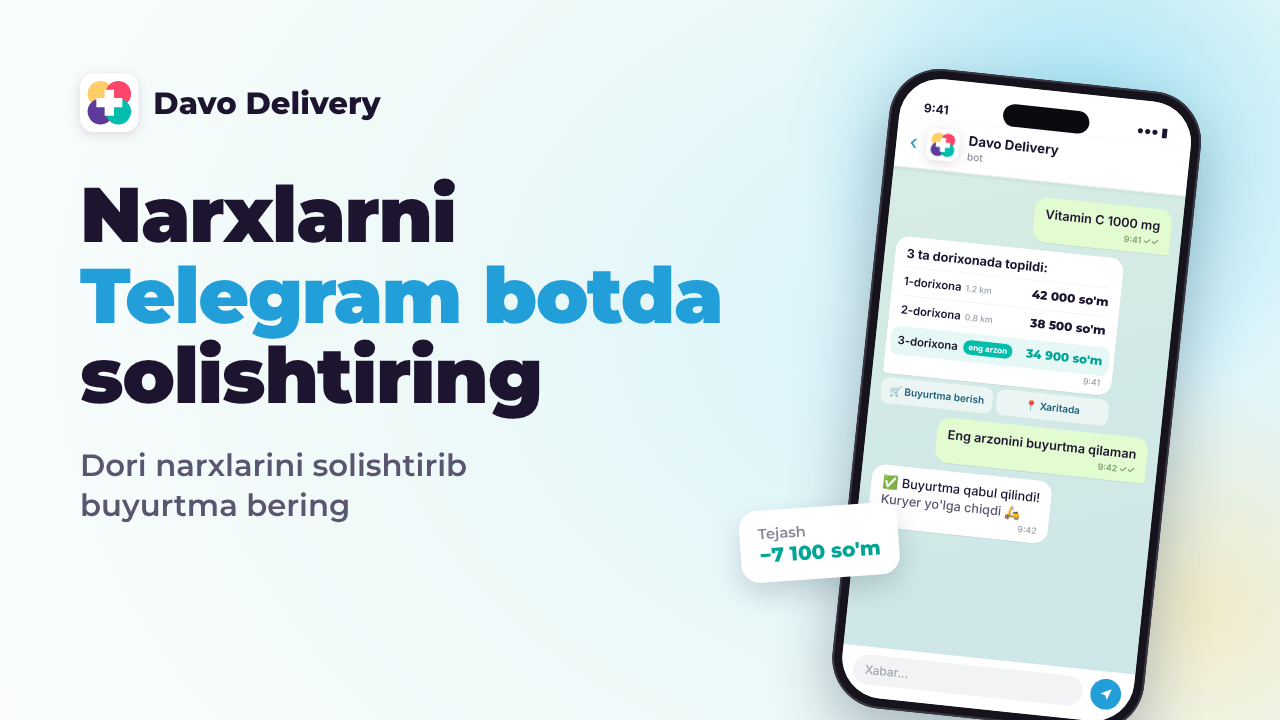 Davo Delivery
Narxlarni
Telegram botda
solishtiring
Dori narxlarini solishtirib
buyurtma bering
9:41
Davo Delivery
bot
Vitamin C 1000 mg
9:41 ✓✓
3 ta dorixonada topildi:
1-dorixona 1.2 km 42 000 so'm
2-dorixona 0.8 km 38 500 so'm
3-dorixona eng arzon 34 900 so'm
9:41
🛒 Buyurtma berish 📍 Xaritada
Eng arzonini buyurtma qilaman
9:42 ✓✓
✅ Buyurtma qabul qilindi!
Kuryer yo'lga chiqdi 🛵
9:42
Tejash
−7 100 so'm
Xabar...